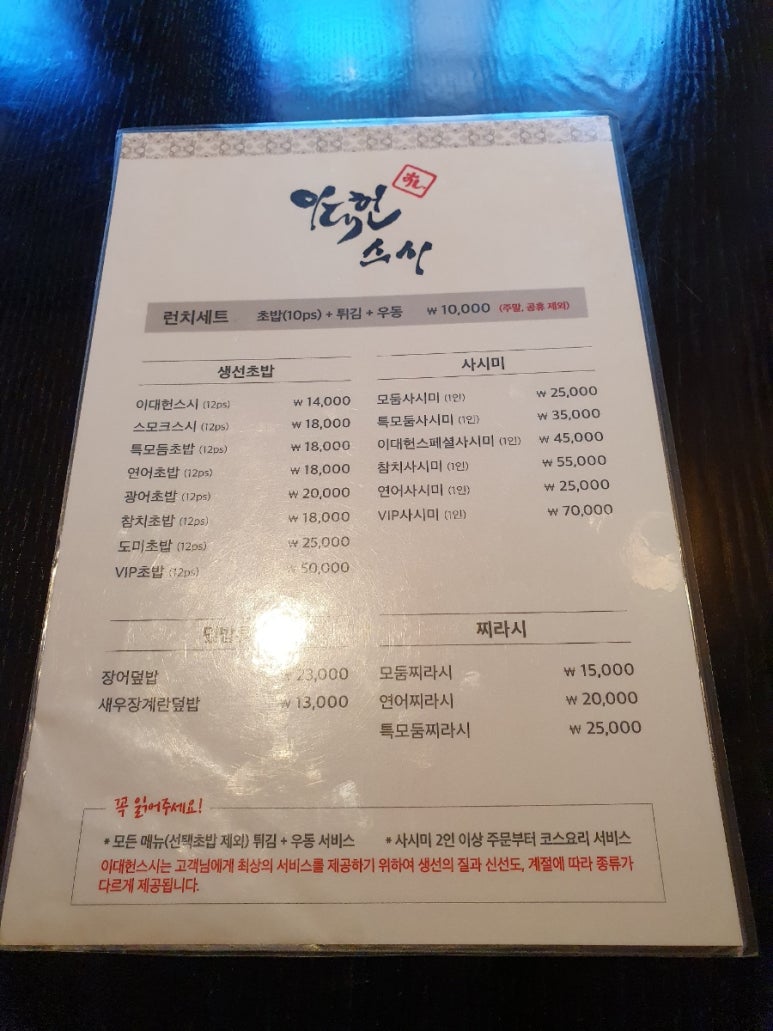 이대헌
스시
런치세트 초밥(10ps) + 튀김 + 우동 ₩ 10,000 (주말, 공휴 제외)
생선초밥
이대헌스시 (12ps) ₩ 14,000
스모크스시 (12ps) ₩ 18,000
특모듬초밥 (12ps) ₩ 18,000
연어초밥 (12ps) ₩ 18,000
광어초밥 (12ps) ₩ 20,000
참치초밥 (12ps) ₩ 18,000
도미초밥 (12ps) ₩ 25,000
VIP초밥 (12ps) ₩ 50,000
사시미
모둠사시미 (1인) ₩ 25,000
특모둠사시미 (1인) ₩ 35,000
이대헌스페셜사시미 (1인) ₩ 45,000
참치사시미 (1인) ₩ 55,000
연어사시미 (1인) ₩ 25,000
VIP사시미 (1인) ₩ 70,000
장어덮밥 ₩ 23,000
새우장계란덮밥 ₩ 13,000
찌라시
모둠찌라시 ₩ 15,000
연어찌라시 ₩ 20,000
특모둠찌라시 ₩ 25,000
꼭 읽어주세요!
* 모든 메뉴(선택초밥 제외) 튀김 + 우동 서비스 * 사시미 2인 이상 주문부터 코스요리 서비스
이대헌스시는 고객님에게 최상의 서비스를 제공하기 위하여 생선의 질과 신선도, 계절에 따라 종류가
다르게 제공됩니다.